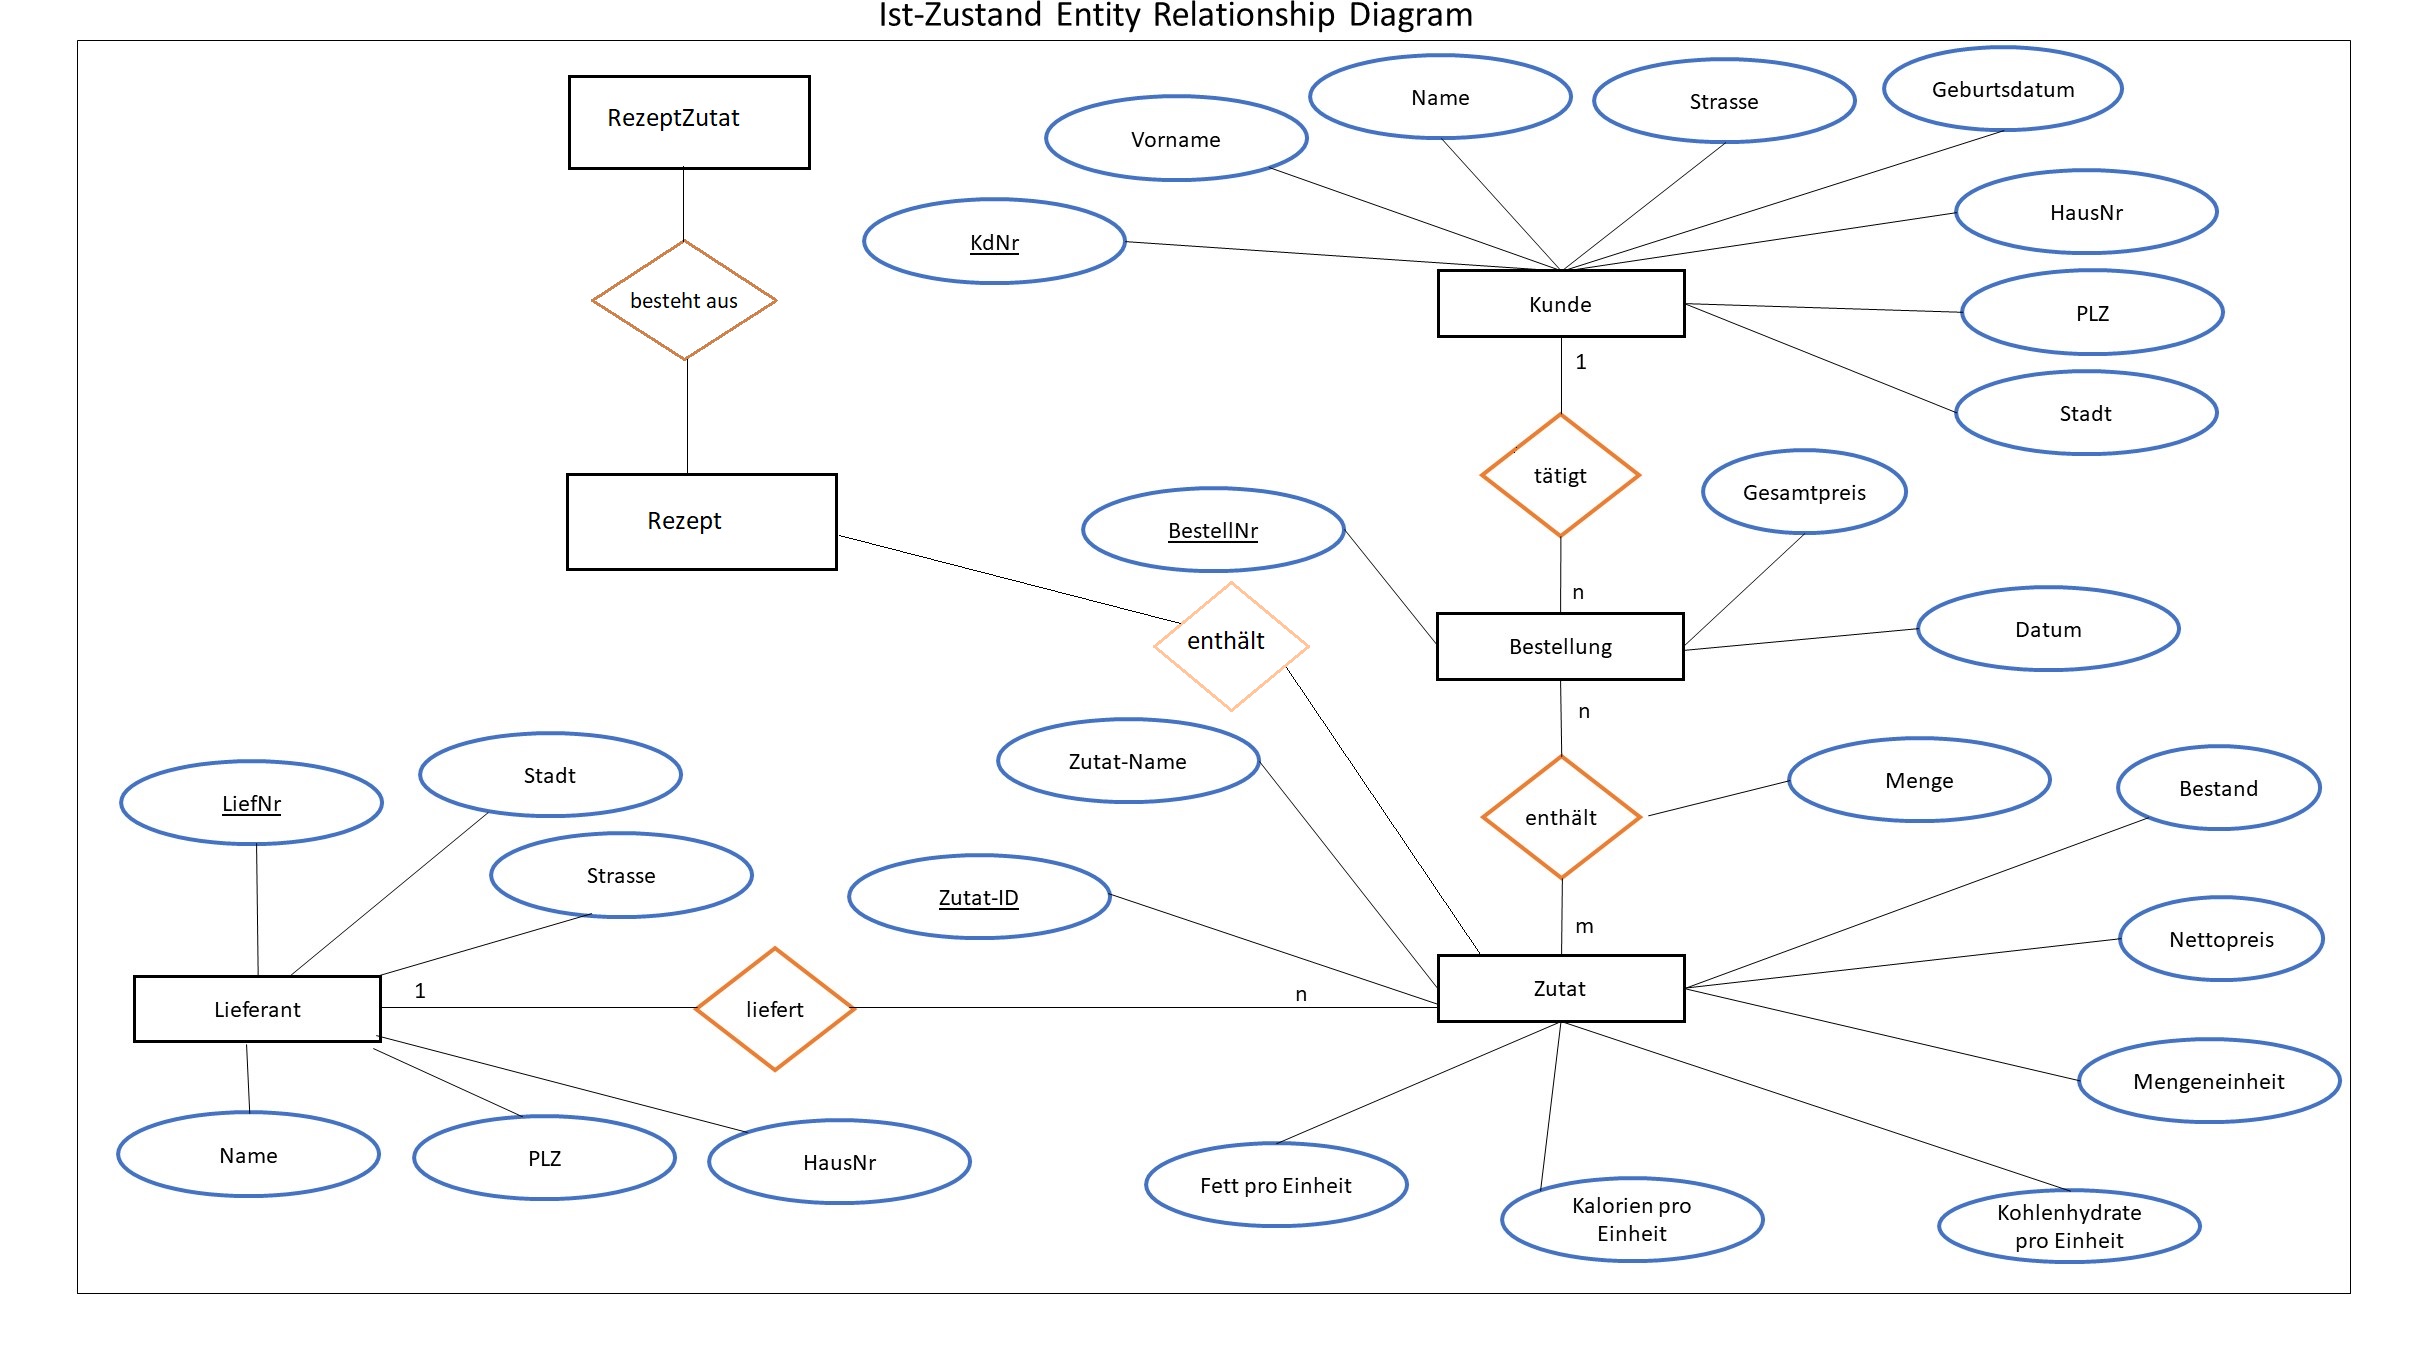 Ist-Zustand Entity Relationship Diagram
RezeptZutat
Vorname
Name
Strasse
Geburtsdatum
KdNr
HausNr
besteht aus
Kunde
PLZ
1
Stadt
tätigt
Gesamtpreis
Rezept
BestellNr
n
enthält
Bestellung
Datum
n
Zutat-Name
Stadt
LiefNr
Menge
Bestand
enthält
Strasse
Zutat-ID
m
Nettopreis
1
n
Zutat
Lieferant
liefert
Mengeneinheit
Name
PLZ
HausNr
Fett pro Einheit
Kalorien pro
Einheit
Kohlenhydrate
pro Einheit